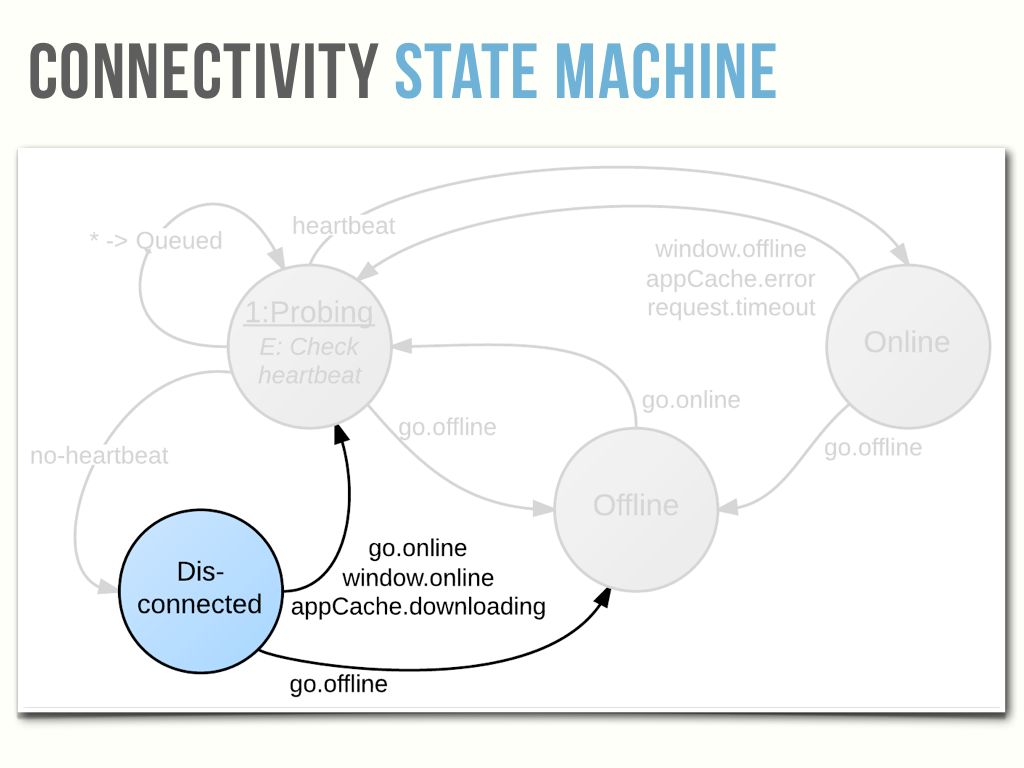 CONNECTIVITY STATE MACHINE
* -> Queued
heartbeat
window.offline
appCache.error
request.timeout
1:Probing
E: Check
heartbeat
Online
go.online
go.offline
go.offline
no-heartbeat
Offline
go.online
window.online
appCache.downloading
Dis-
connected
go.offline